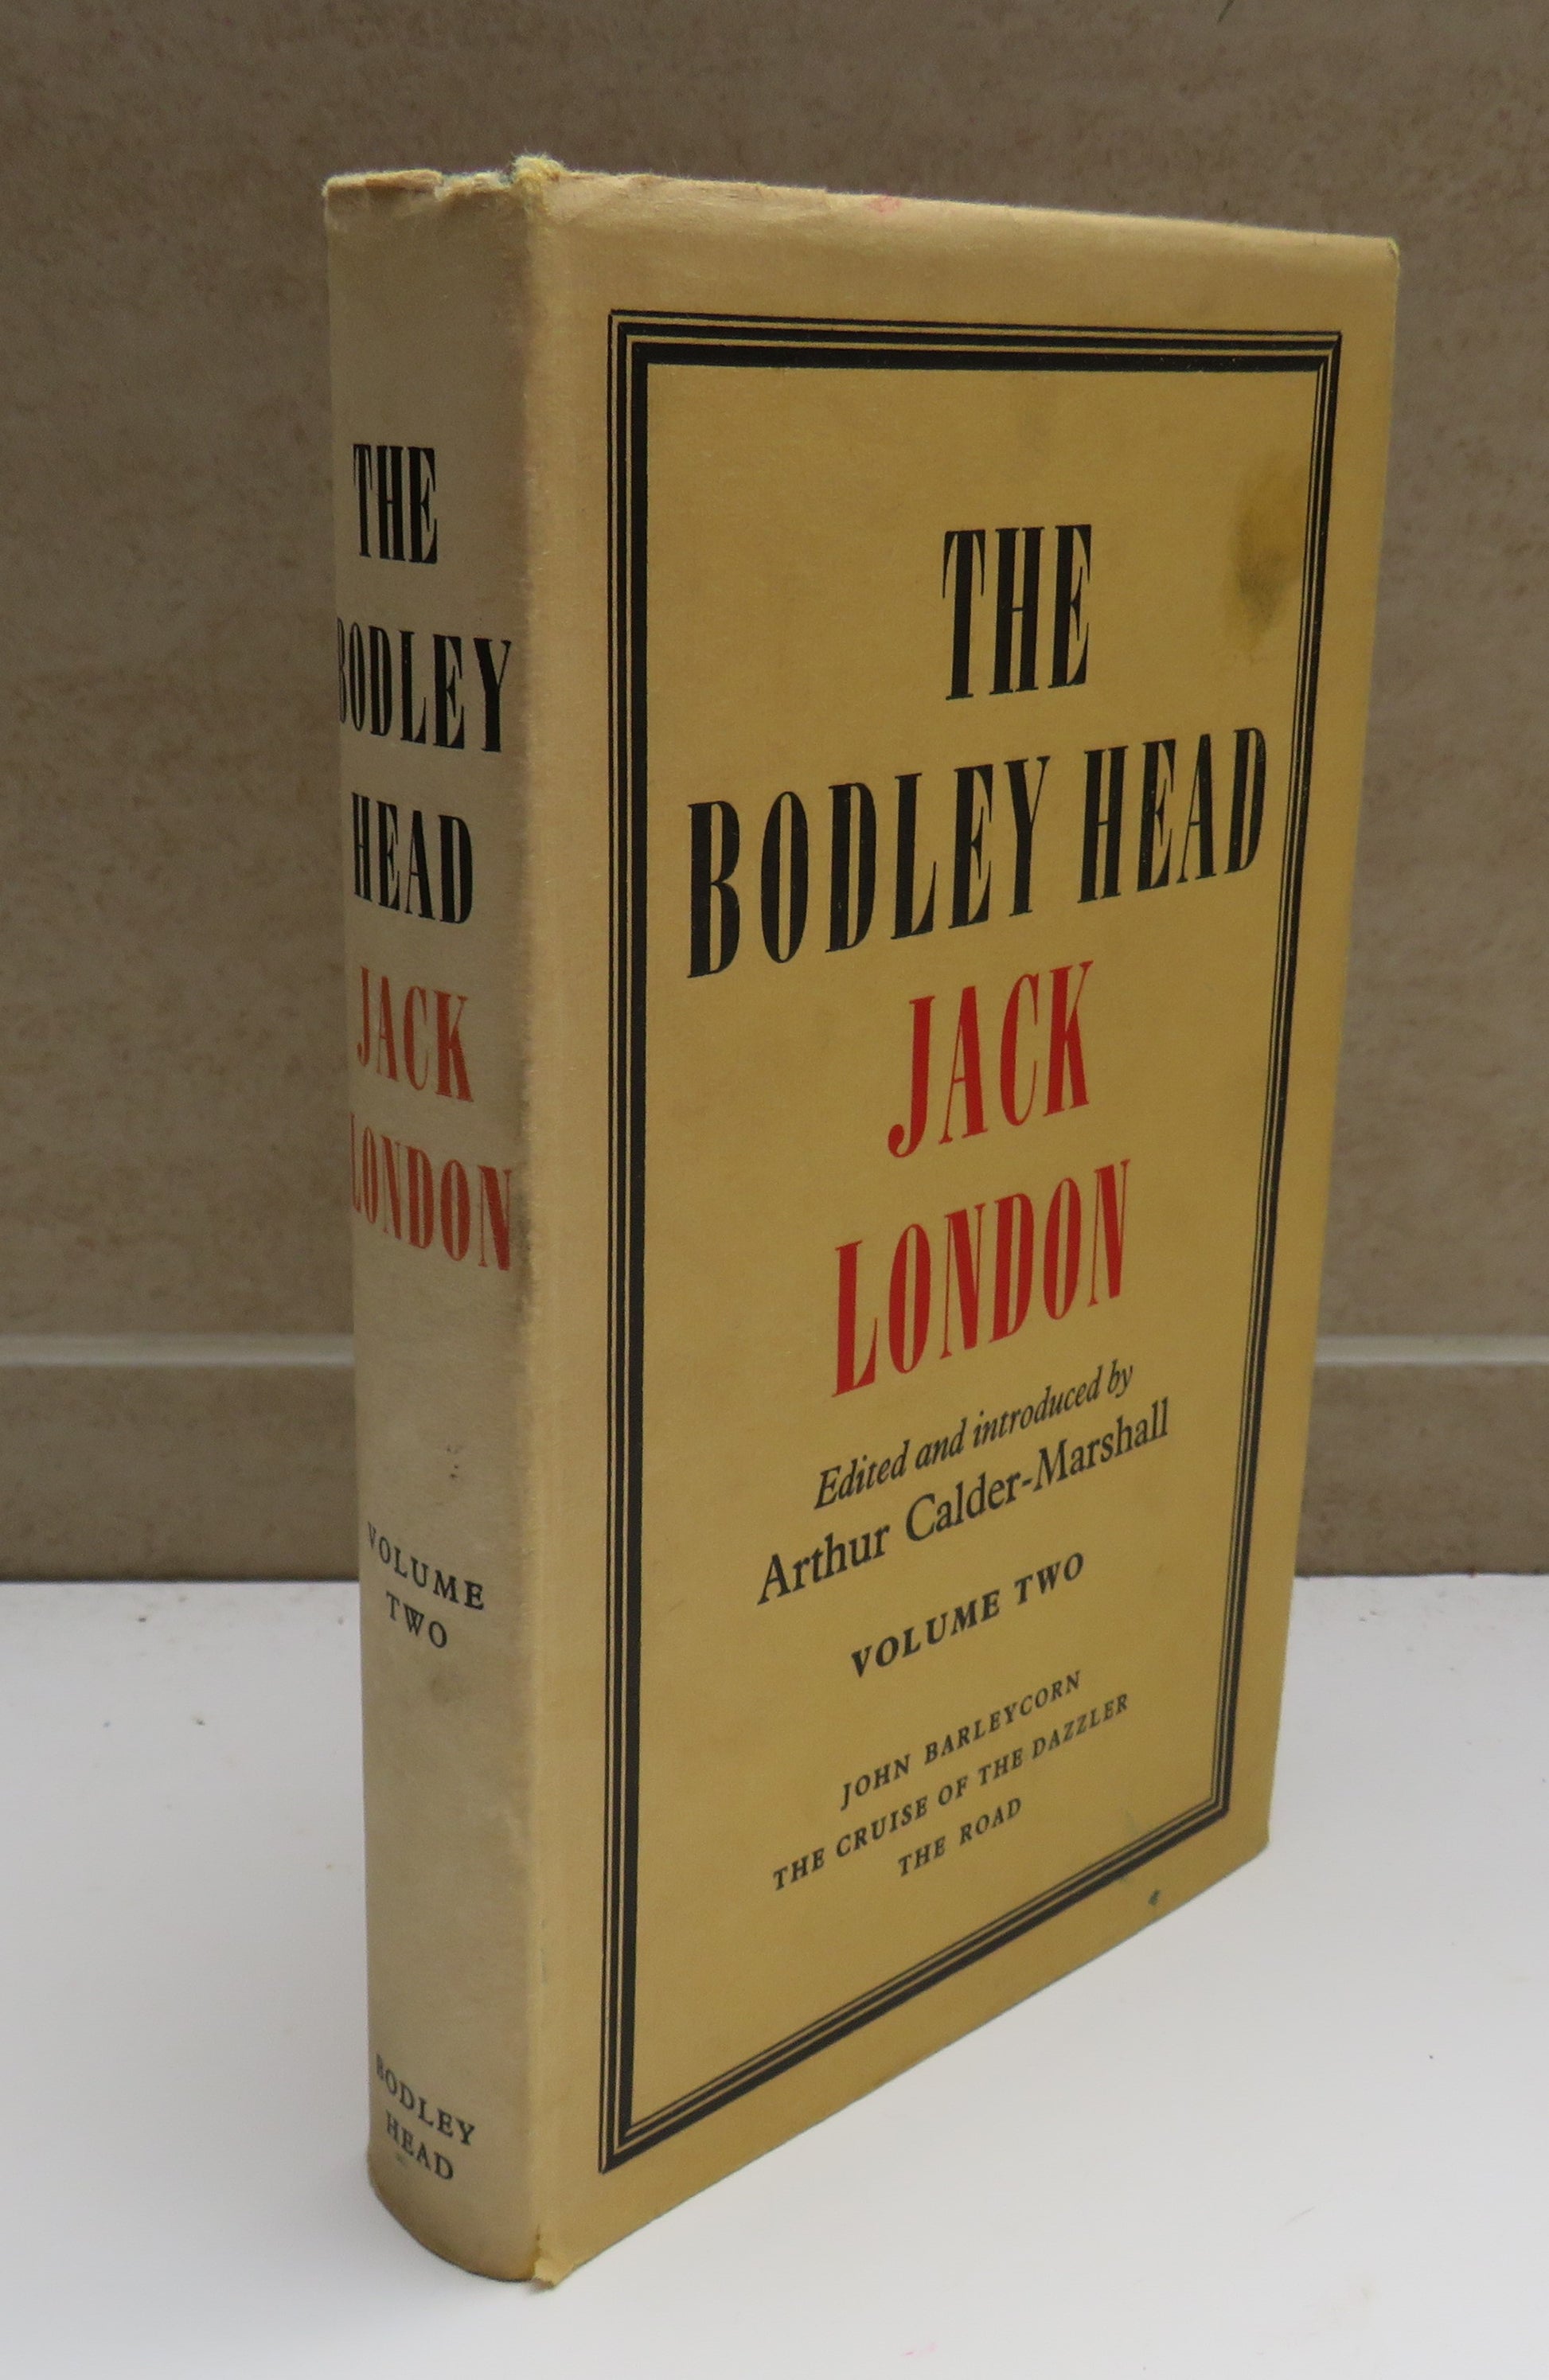 THE
BODLEY
HEAD
JACK
LONDON
VOLUME
TWO
BODLEY
HEAD
THE
BODLEY HEAD
JACK
LONDON
Edited and introduced by
Arthur Calder-Marshall
VOLUME TWO
JOHN BARLEYCORN
THE CRUISE OF THE DAZZLER
THE ROAD